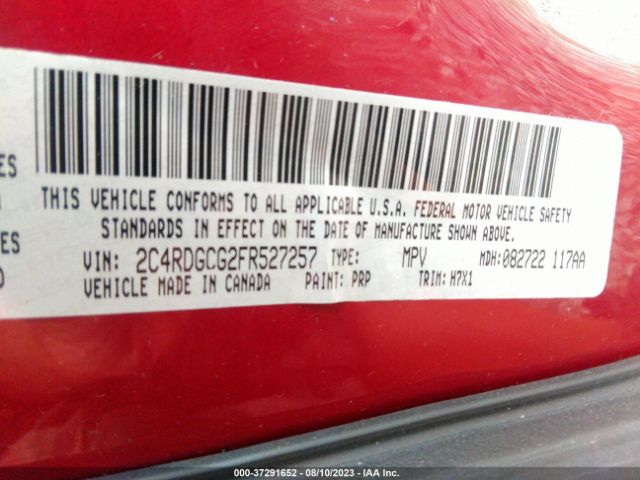 ES
THIS VEHICLE CONFORMS TO ALL APPLICABLE U.S.A. FEDERAL MOTOR VEHICLE SAFETY
STANDARDS IN EFFECT ON THE DATE OF MANUFACTURE SHOWN ABOVE.
ES
VIN: 2C4RDGCG2FR527257 TYPE: MPV MDH:082722 117AA
VEHICLE MADE IN CANADA PAINT: PRP TRIM: H7X1
000-37291652 - 08/10/2023 - IAA Inc.